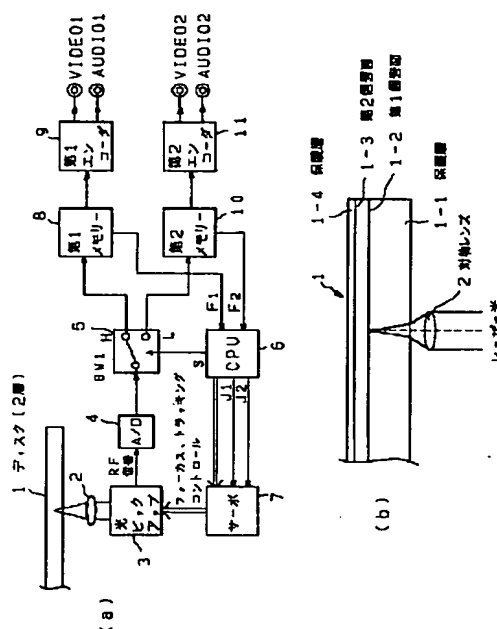 (a)
1 ディスク(2層)
2
光ピックアップ
3
RF信号
4
A/D
5
SW1
H
L
第1メモリー
8
第1エンコーダ
9
VIDEO1
AUDIO1
第2メモリー
10
第2エンコーダ
11
VIDEO2
AUDIO2
F1
F2
S
CPU
6
J1
J2
フォーカス、トラッキング
コントロール
サーボ
7
(b)
1
1-4 保護層
1-3 第2信号面
1-2 第1信号面
1-1 保護層
2 対物レンズ
レーザー光